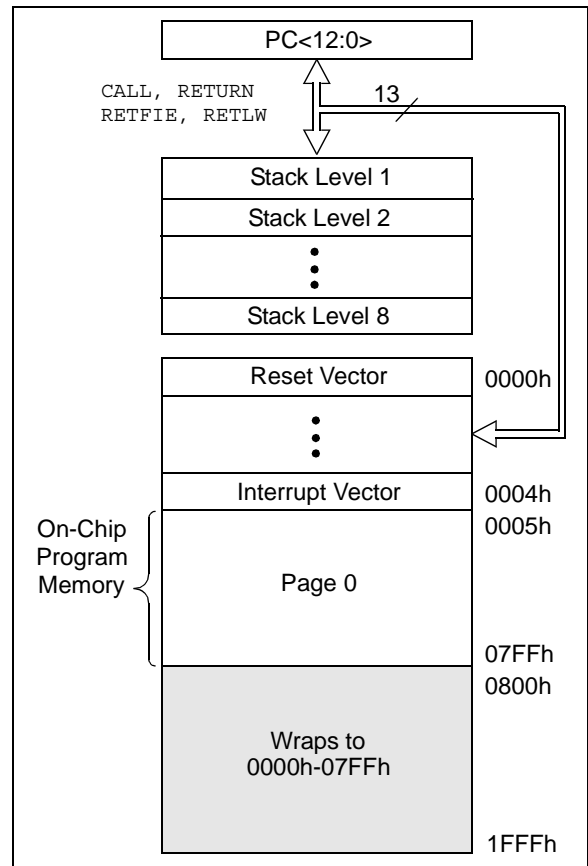 PC<12:0>
CALL, RETURN
RETFIE, RETLW
13
Stack Level 1
Stack Level 2
Stack Level 8
Reset Vector
0000h
Interrupt Vector
0004h
On-Chip
Program
Memory
0005h
Page 0
07FFh
0800h
Wraps to
0000h-07FFh
1FFFh